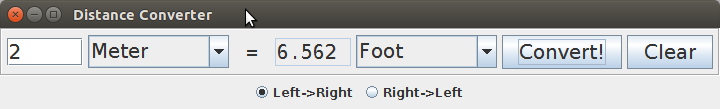 Distance Converter
2 Meter = 6.562 Foot Convert! Clear
Left->Right Right->Left